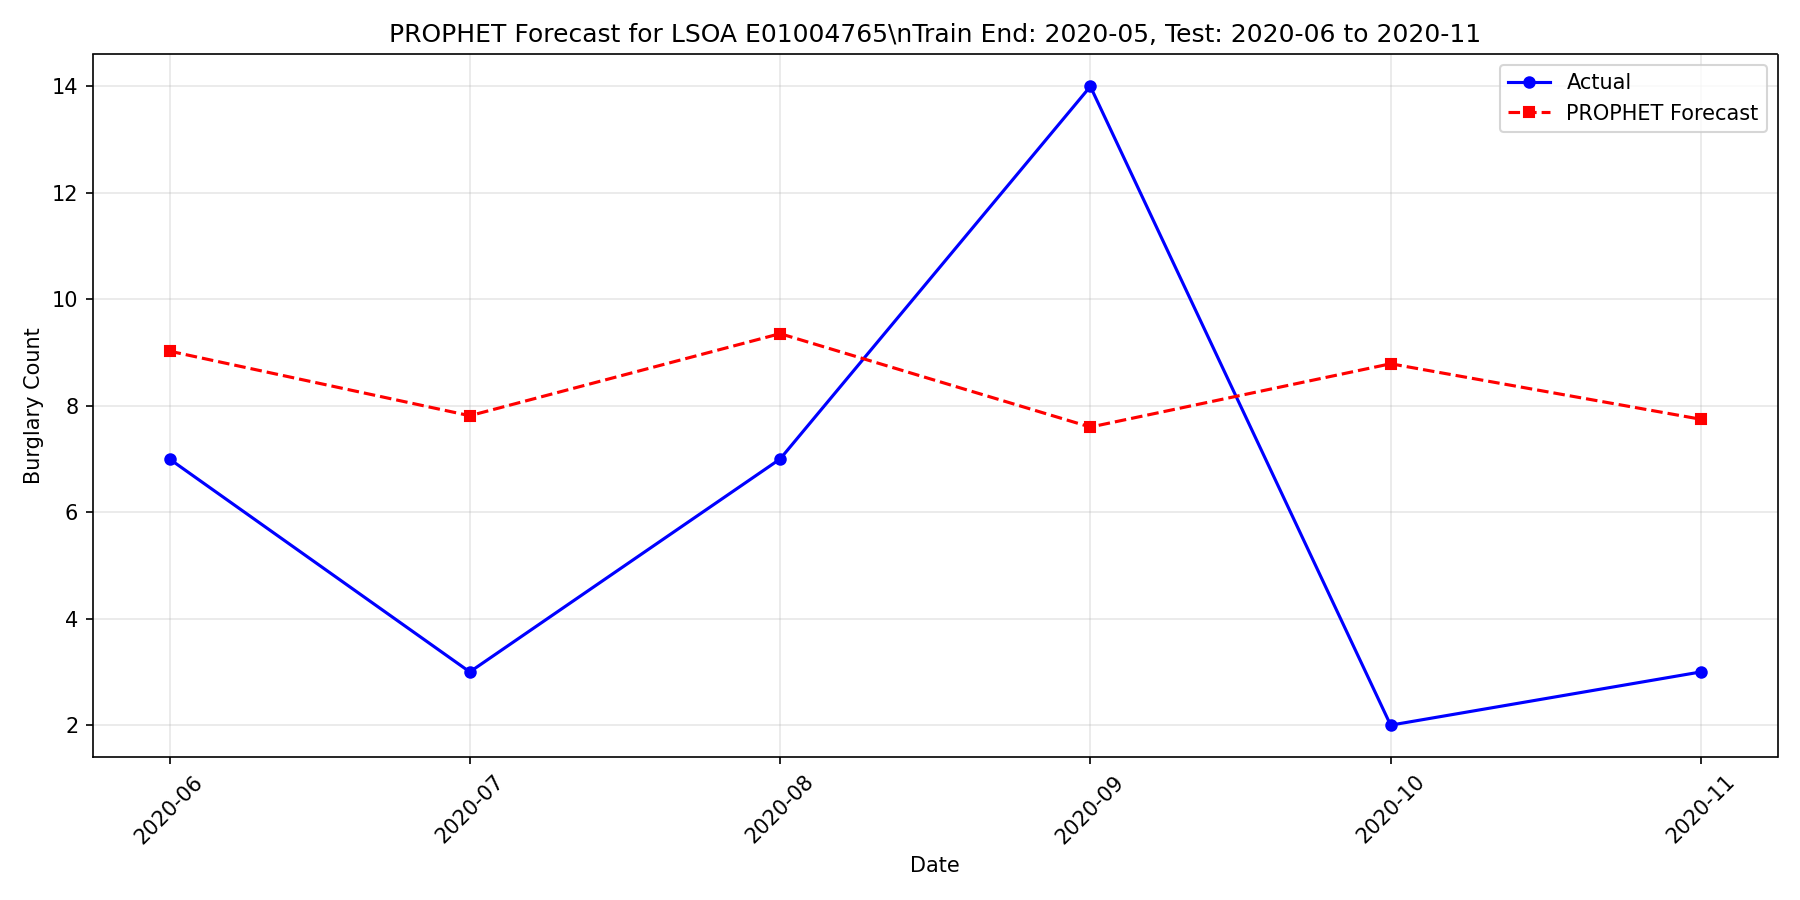 PROPHET Forecast for LSOA E01004765\nTrain End: 2020-05, Test: 2020-06 to 2020-11
Actual
PROPHET Forecast
14
12
10
8
6
4
2
Burglary Count
2020-06
2020-07
2020-08
2020-09
2020-10
2020-11
Date